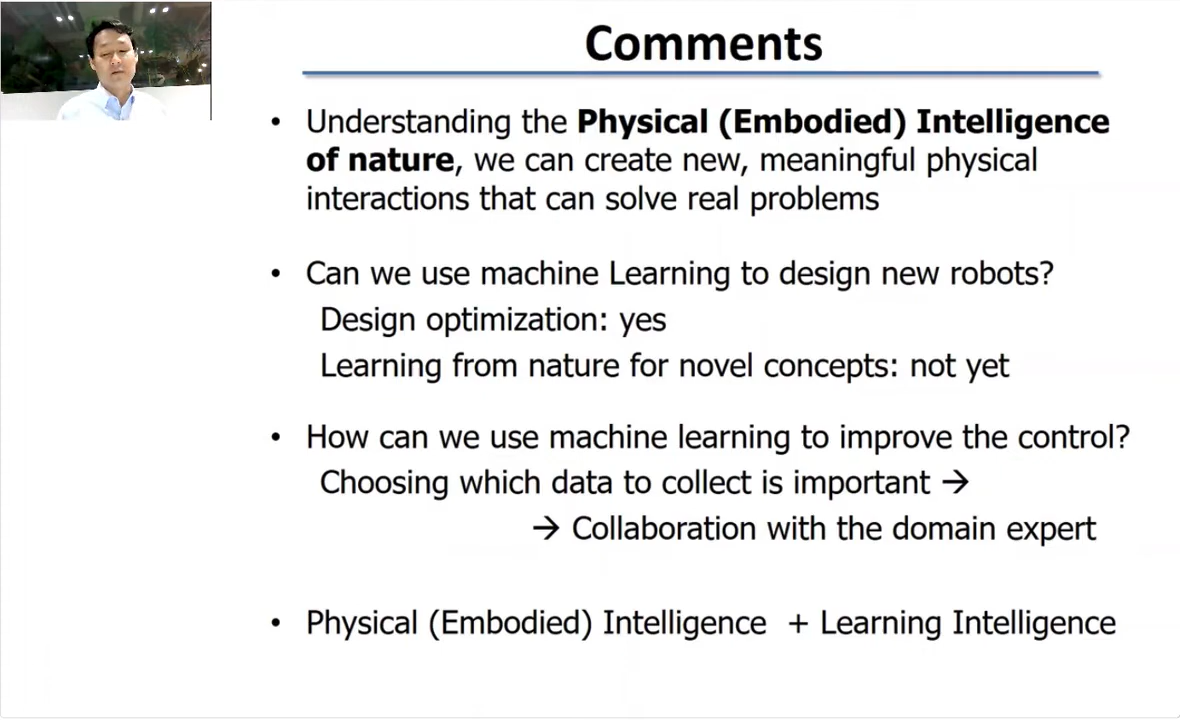 Comments
• Understanding the Physical (Embodied) Intelligence
of nature, we can create new, meaningful physical
interactions that can solve real problems
• Can we use machine Learning to design new robots?
Design optimization: yes
Learning from nature for novel concepts: not yet
• How can we use machine learning to improve the control?
Choosing which data to collect is important →
→ Collaboration with the domain expert
• Physical (Embodied) Intelligence + Learning Intelligence